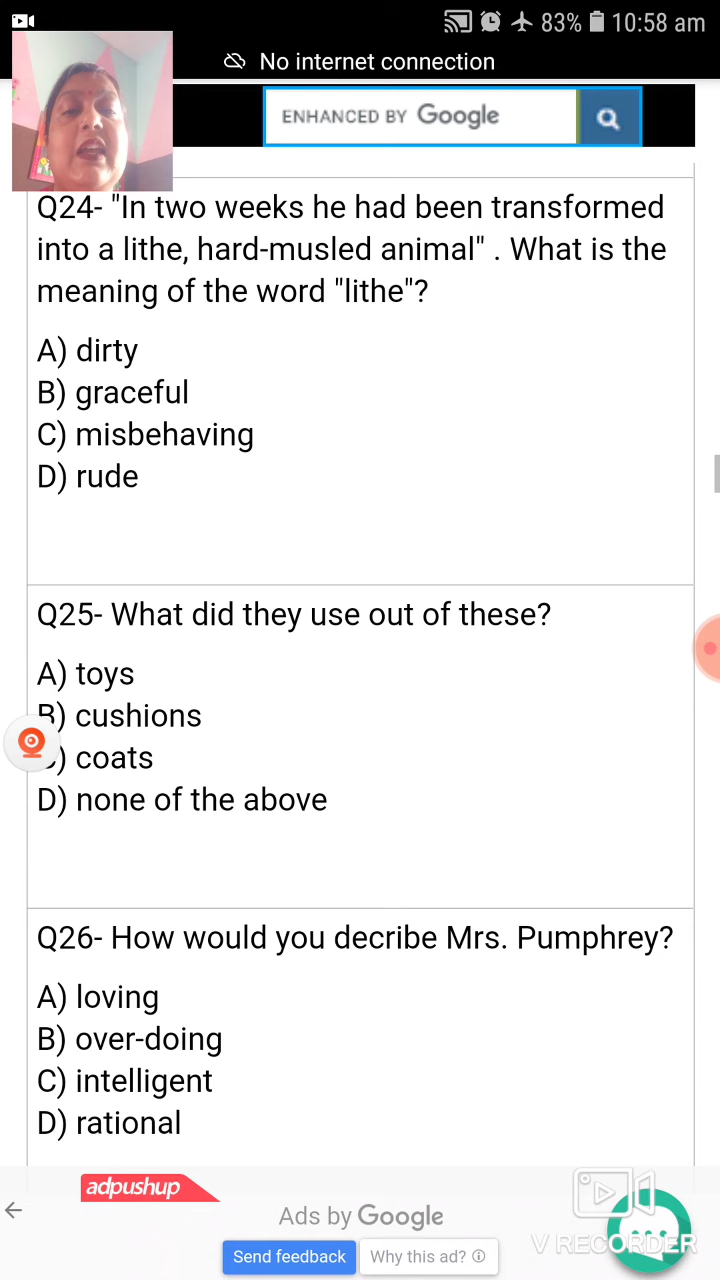 83% 10:58 am
No internet connection
ENHANCED BY Google
Q24- "In two weeks he had been transformed
into a lithe, hard-musled animal" . What is the
meaning of the word "lithe"?
A) dirty
B) graceful
C) misbehaving
D) rude
Q25- What did they use out of these?
A) toys
B) cushions
) coats
D) none of the above
Q26- How would you decribe Mrs. Pumphrey?
A) loving
B) over-doing
C) intelligent
D) rational
adpushup
Ads by Google
Send feedback Why this ad?
V RECORDER